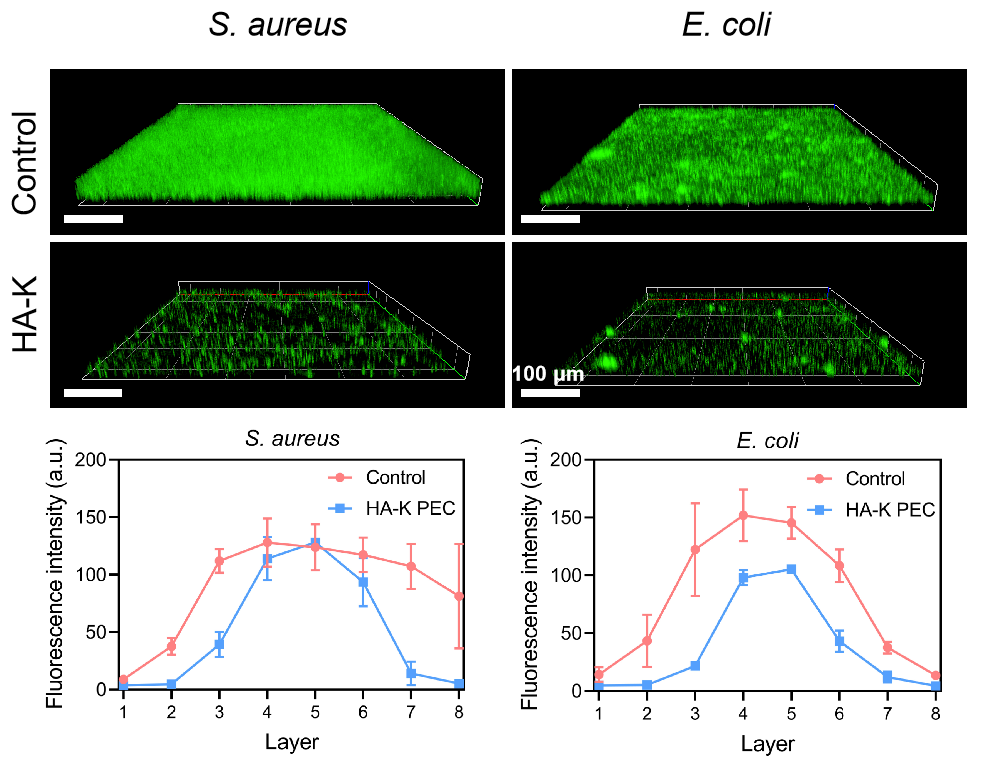 S. aureus
E. coli
Control
HA-K
100 µm
S. aureus
Fluorescence intensity (a.u.)
200
150
100
50
0
Control
HA-K PEC
1 2 3 4 5 6 7 8
Layer
E. coli
Fluorescence intensity (a.u.)
200
150
100
50
0
Control
HA-K PEC
1 2 3 4 5 6 7 8
Layer